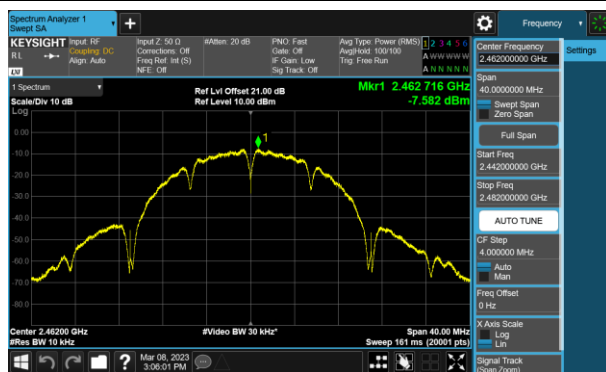 Spectrum Analyzer 1
Swept SA
Frequency
KEYSIGHT
Input: RF
Coupling: DC
Align: Auto
Input Z: 50 Ω
Corrections: Off
Freq Ref: Int (S)
NFE: Off
#Atten: 20 dB
PNO: Fast
Gate: Off
IF Gain: Low
Sig Track: Off
Avg Type: Power (RMS)
Avg|Hold: 100/100
Trig: Free Run
1 2 3 4 5 6
A W W W W W
A N N N N N
RL
LXI
1 Spectrum
Scale/Div 10 dB
Log
Ref Lvl Offset 21.00 dB
Ref Level 10.00 dBm
Mkr1 2.462 716 GHz
-7.582 dBm
1
0.00
-10.0
-20.0
-30.0
-40.0
-50.0
-60.0
-70.0
-80.0
Center 2.46200 GHz
#Res BW 10 kHz
#Video BW 30 kHz*
Span 40.00 MHz
Sweep 161 ms (20001 pts)
Mar 08, 2023
3:06:01 PM
Center Frequency
2.462000000 GHz
Span
40.0000000 MHz
Swept Span
Zero Span
Full Span
Start Freq
2.442000000 GHz
Stop Freq
2.482000000 GHz
AUTO TUNE
CF Step
4.000000 MHz
Auto
Man
Freq Offset
0 Hz
X Axis Scale
Log
Lin
Signal Track
(Span Zoom)
Settings